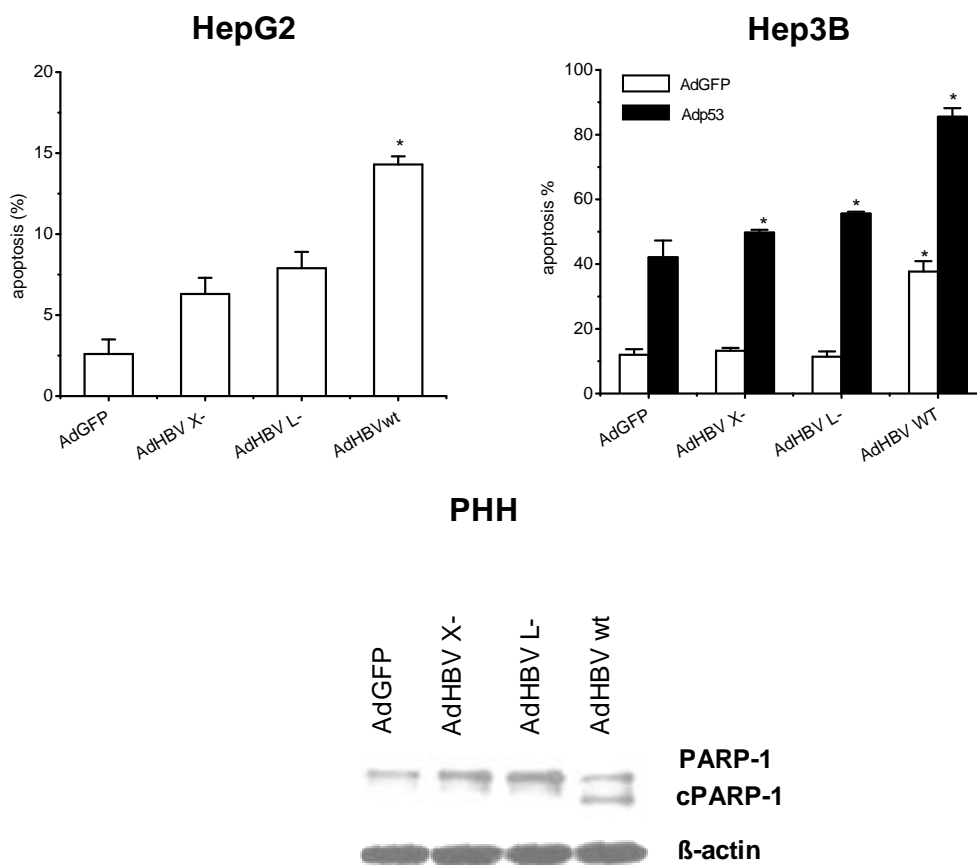 HepG2
20
15
10
5
0
apoptosis (%)
*
AdGFP
AdHBV X-
AdHBV L-
AdHBVwt
Hep3B
100
80
60
40
20
0
apoptosis %
AdGFP
Adp53
*
*
*
*
AdGFP
AdHBV X-
AdHBV L-
AdHBV WT
PHH
AdGFP
AdHBV X-
AdHBV L-
AdHBV wt
PARP-1
cPARP-1
ß-actin